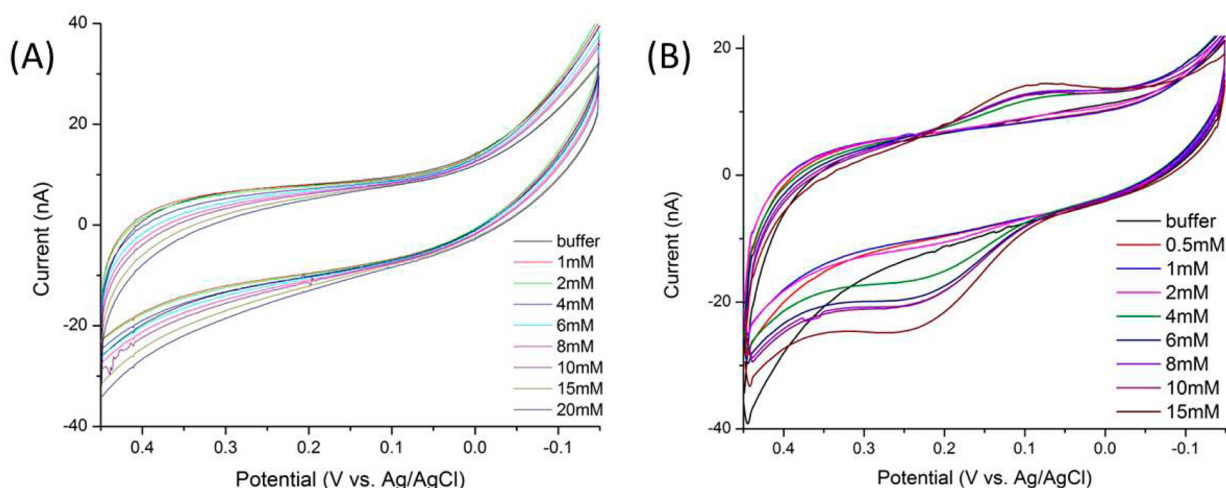 (A)
Current (nA)
40
20
0
-20
-40
0.4 0.3 0.2 0.1 0.0 -0.1
Potential (V vs. Ag/AgCl)
buffer
1mM
2mM
4mM
6mM
8mM
10mM
15mM
20mM
(B)
Current (nA)
20
0
-20
-40
0.4 0.3 0.2 0.1 0.0 -0.1
Potential (V vs. Ag/AgCl)
buffer
0.5mM
1mM
2mM
4mM
6mM
8mM
10mM
15mM